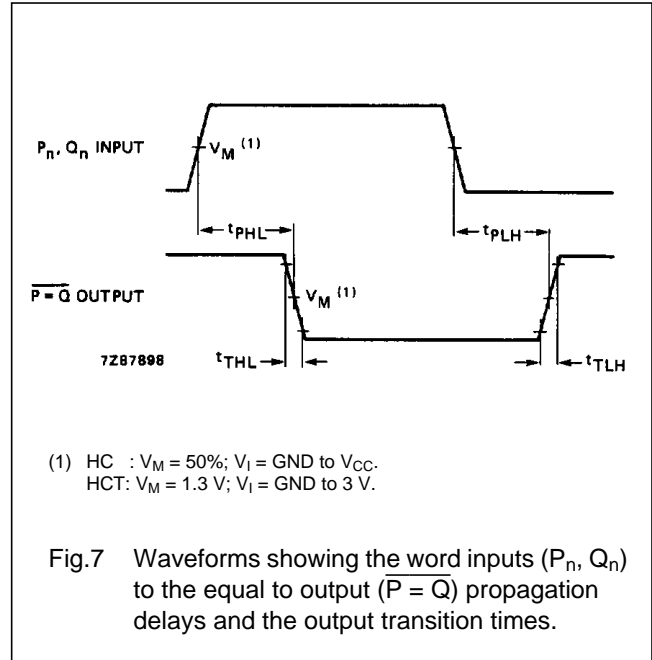 Pn, Qn INPUT
VM (1)
tPHL
tPLH
P = Q OUTPUT
VM (1)
7Z87898
tTHL
tTLH
(1) HC : VM = 50%; VI = GND to VCC.
HCT: VM = 1.3 V; VI = GND to 3 V.
Fig.7 Waveforms showing the word inputs (Pn, Qn)
to the equal to output (P = Q) propagation
delays and the output transition times.